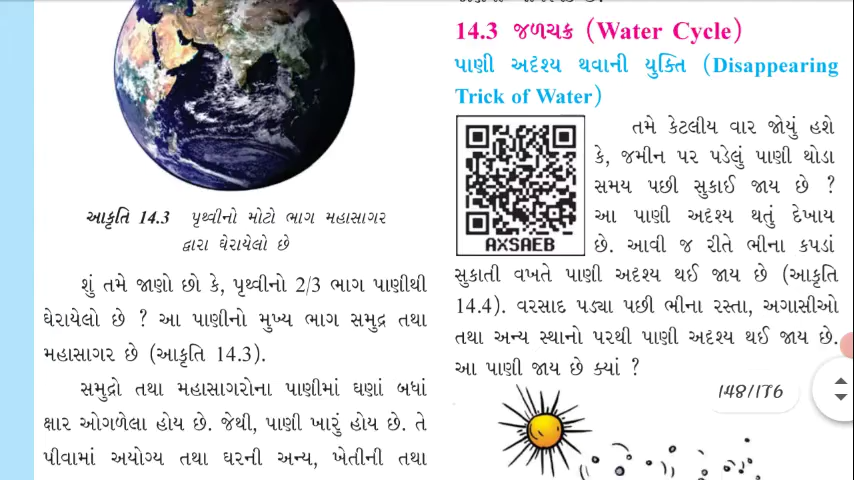 આકૃતિ 14.3 પૃથ્વીનો મોટો ભાગ મહાસાગર
દ્વારા ઘેરાયેલો છે
શું તમે જાણો છો કે, પૃથ્વીનો 2/3 ભાગ પાણીથી
ઘેરાયેલો છે ? આ પાણીનો મુખ્ય ભાગ સમુદ્ર તથા
મહાસાગર છે (આકૃતિ 14.3).
સમુદ્રો તથા મહાસાગરોના પાણીમાં ઘણાં બધાં
ક્ષાર ઓગળેલા હોય છે. જેથી, પાણી ખારું હોય છે. તે
પીવામાં અયોગ્ય તથા ઘરની અન્ય, ખેતીની તથા
14.3 જળચક્ર (Water Cycle)
પાણી અદૃશ્ય થવાની યુક્તિ (Disappearing
Trick of Water)
તમે કેટલીય વાર જોયું હશે
કે, જમીન પર પડેલું પાણી થોડા
સમય પછી સુકાઈ જાય છે ?
આ પાણી અદૃશ્ય થતું દેખાય
છે. આવી જ રીતે ભીના કપડાં
AXSAEB
સુકાતી વખતે પાણી અદૃશ્ય થઈ જાય છે (આકૃતિ
14.4). વરસાદ પડ્યા પછી ભીના રસ્તા, અગાસીઓ
તથા અન્ય સ્થાનો પરથી પાણી અદૃશ્ય થઈ જાય છે.
આ પાણી જાય છે ક્યાં ?
148/176